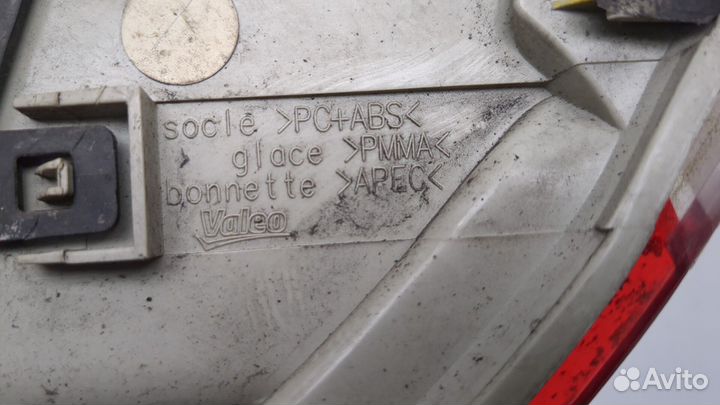 socle >PC+ABS<
glace >PMMA<
bonnette >APEC<
Valeo
Avito